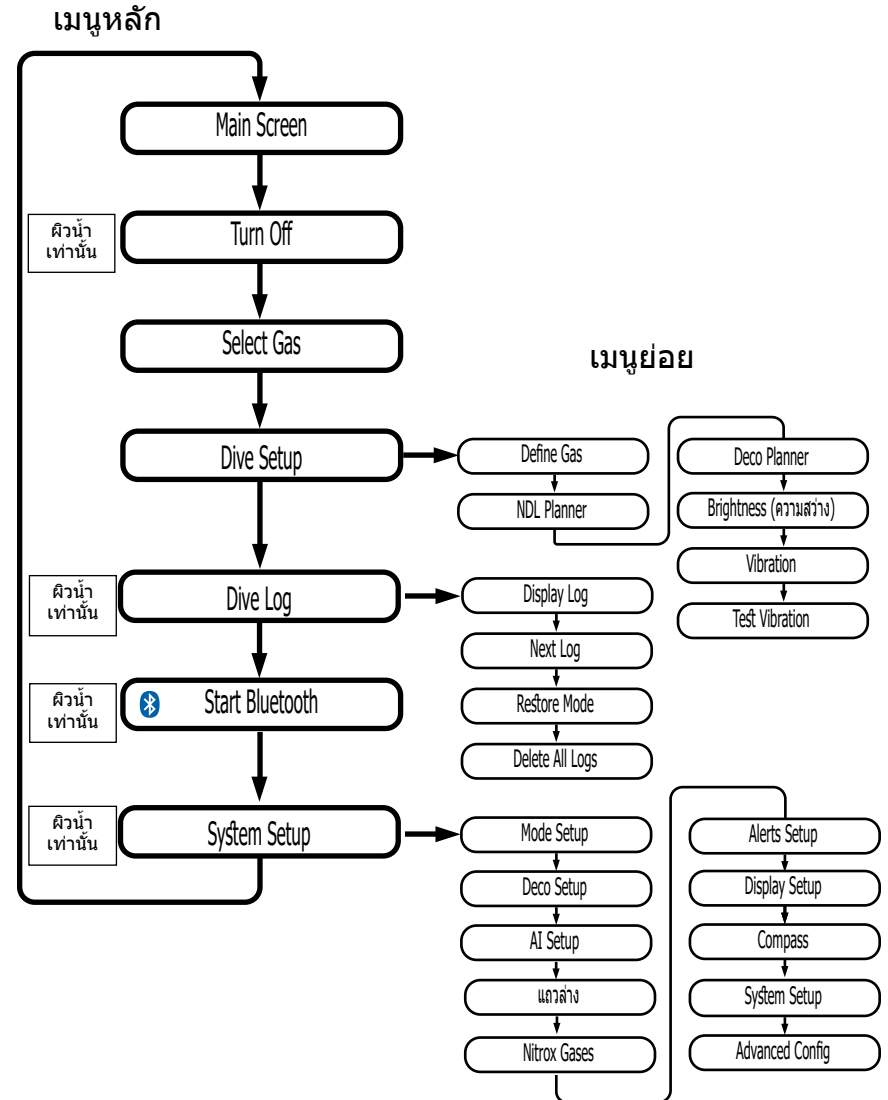 เมนูหลัก
Main Screen
ผิวน้ำ
เท่านั้น
Turn Off
Select Gas
เมนูย่อย
Dive Setup
Define Gas
NDL Planner
Deco Planner
Brightness (ความสว่าง)
Vibration
Test Vibration
ผิวน้ำ
เท่านั้น
Dive Log
Display Log
Next Log
Restore Mode
Delete All Logs
ผิวน้ำ
เท่านั้น
Start Bluetooth
ผิวน้ำ
เท่านั้น
System Setup
Mode Setup
Deco Setup
AI Setup
แถวล่าง
Nitrox Gases
Alerts Setup
Display Setup
Compass
System Setup
Advanced Config